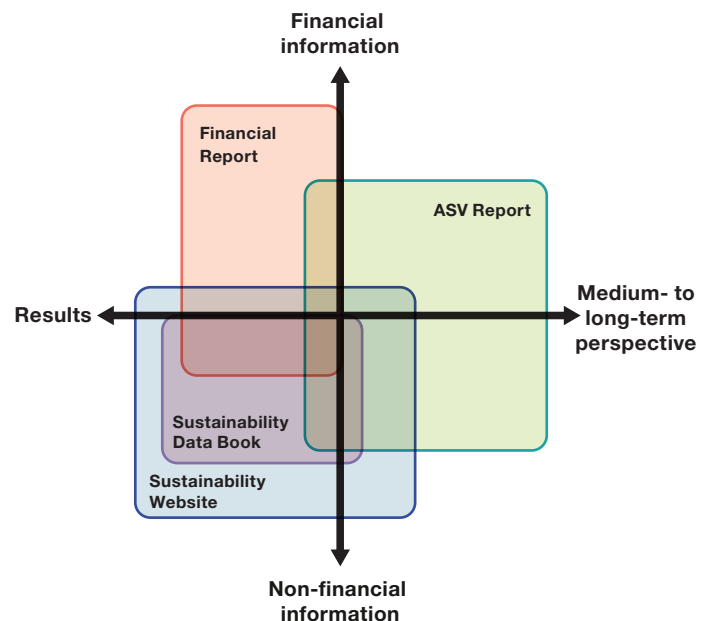 Financial
information
Financial
Report
ASV Report
Results
Medium- to
long-term
perspective
Sustainability
Data Book
Sustainability
Website
Non-financial
information